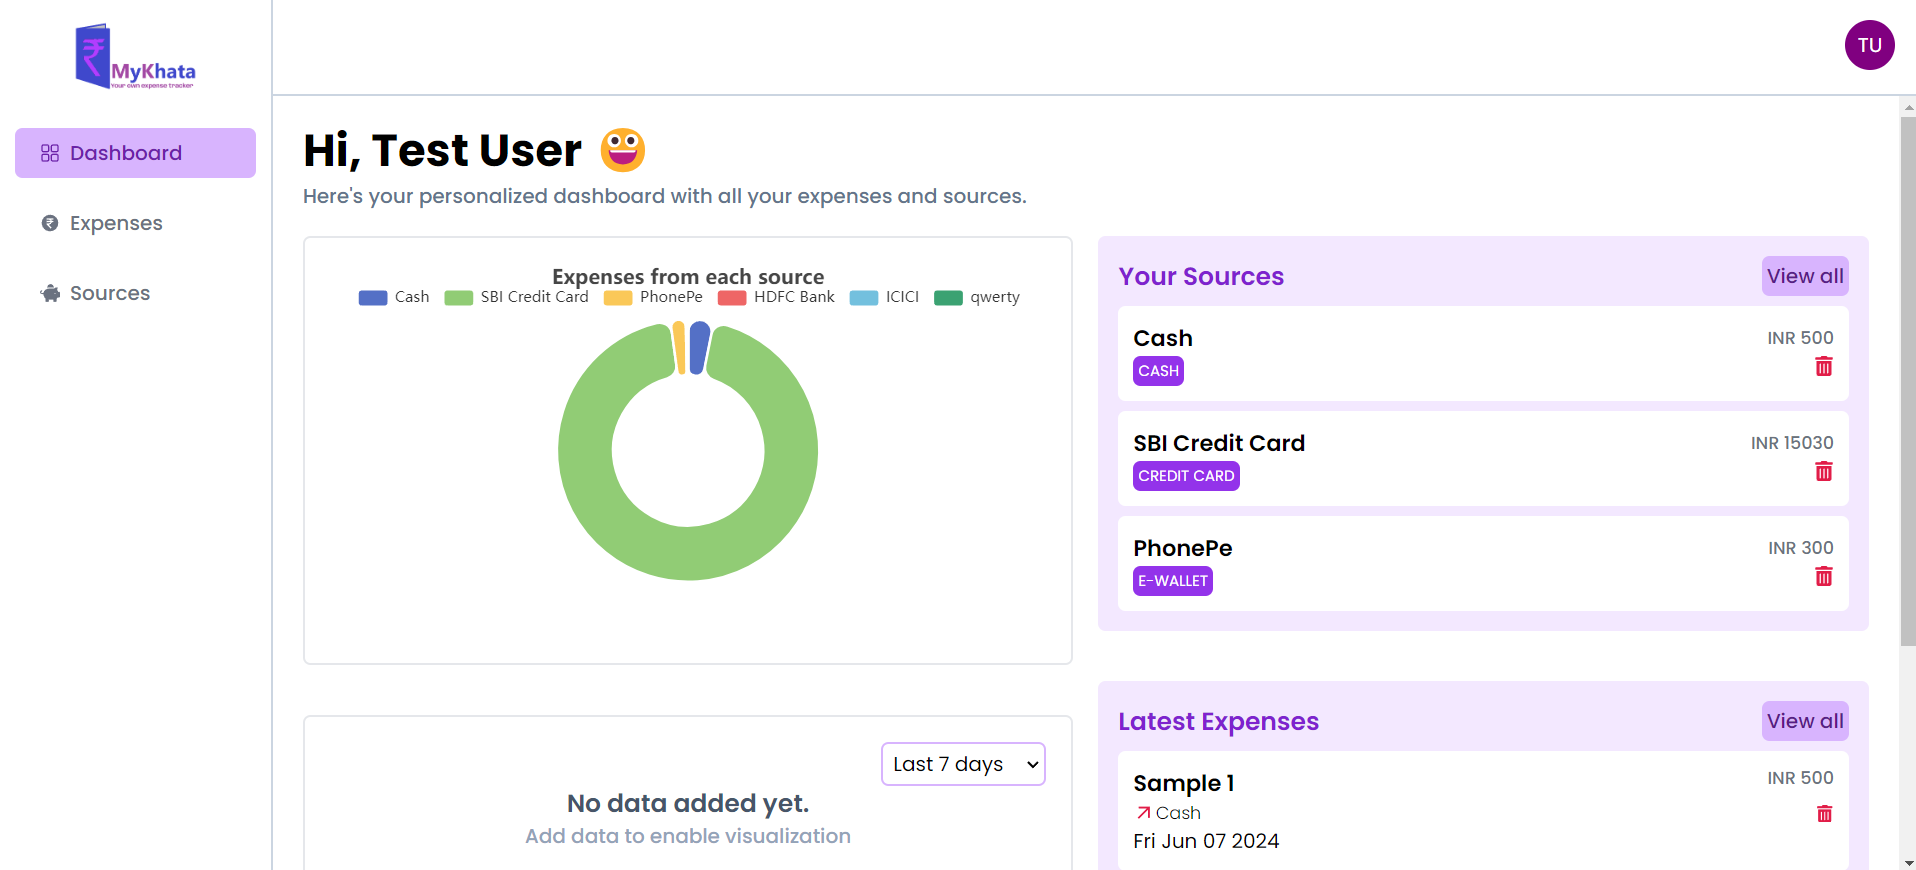 MyKhata
Your own expense tracker
TU
Dashboard
Expenses
Sources
Hi, Test User
Here's your personalized dashboard with all your expenses and sources.
Expenses from each source
Cash SBI Credit Card PhonePe HDFC Bank ICICI qwerty
Your Sources View all
Cash INR 500
CASH
SBI Credit Card INR 15030
CREDIT CARD
PhonePe INR 300
E-WALLET
Last 7 days
No data added yet.
Add data to enable visualization
Latest Expenses View all
Sample 1 INR 500
Cash
Fri Jun 07 2024